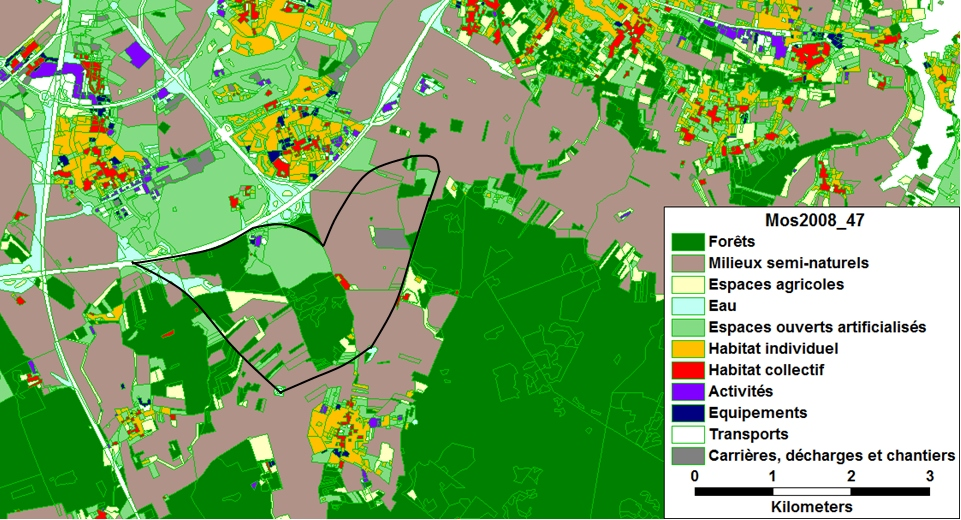 Mos2008_47
Forêts
Milieux semi-naturels
Espaces agricoles
Eau
Espaces ouverts artificialisés
Habitat individuel
Habitat collectif
Activités
Equipements
Transports
Carrières, décharges et chantiers
0 1 2 3
Kilometers